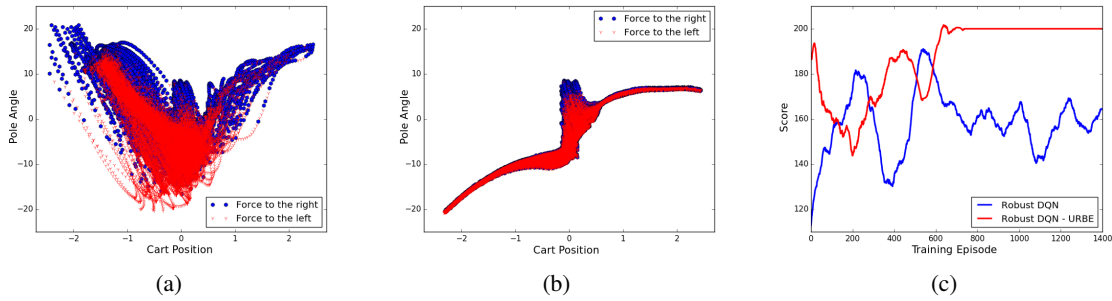 Pole Angle
20
10
0
−10
−20
−2
−1
0
1
2
Cart Position
Force to the right
Force to the left
(a)
Pole Angle
20
10
0
−10
−20
−2
−1
0
1
2
Cart Position
Force to the right
Force to the left
(b)
Score
200
180
160
140
120
0
200
400
600
800
1000
1200
1400
Training Episode
Robust DQN
Robust DQN - URBE
(c)